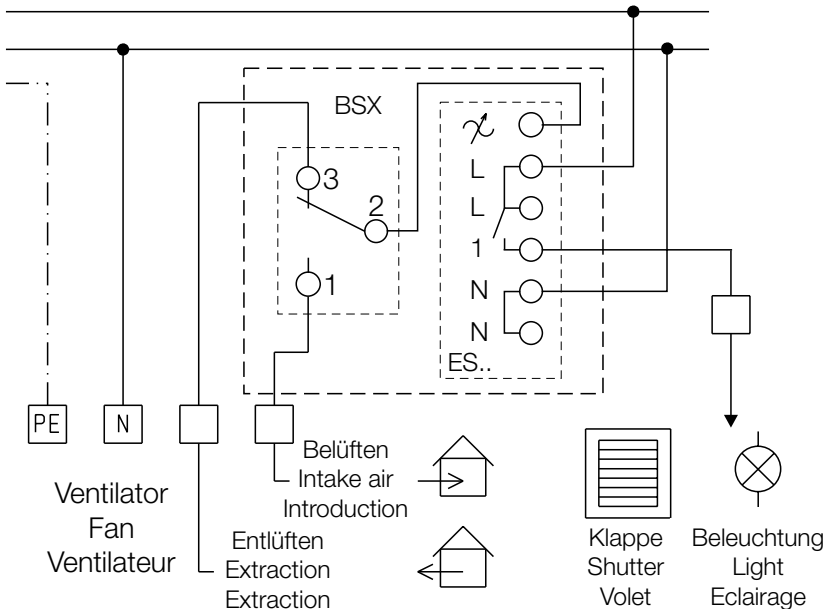 BSX
3
2
1
L
L
1
N
N
ES..
PE
N
Ventilator
Fan
Ventilateur
Belüften
Intake air
Introduction
Entlüften
Extraction
Extraction
Klappe
Shutter
Volet
Beleuchtung
Light
Eclairage